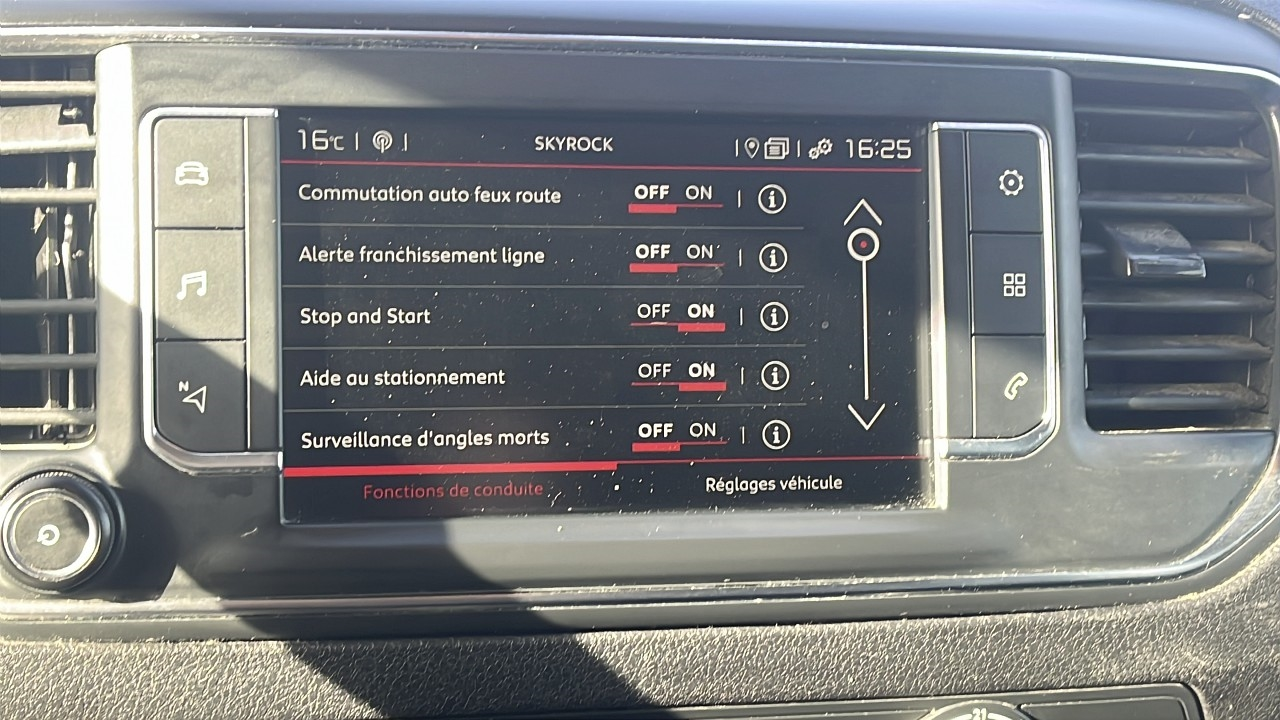 16°C SKYROCK 16:25
Commutation auto feux route OFF ON
Alerte franchissement ligne OFF ON
Stop and Start OFF ON
Aide au stationnement OFF ON
Surveillance d'angles morts OFF ON
Fonctions de conduite Réglages véhicule
N
21